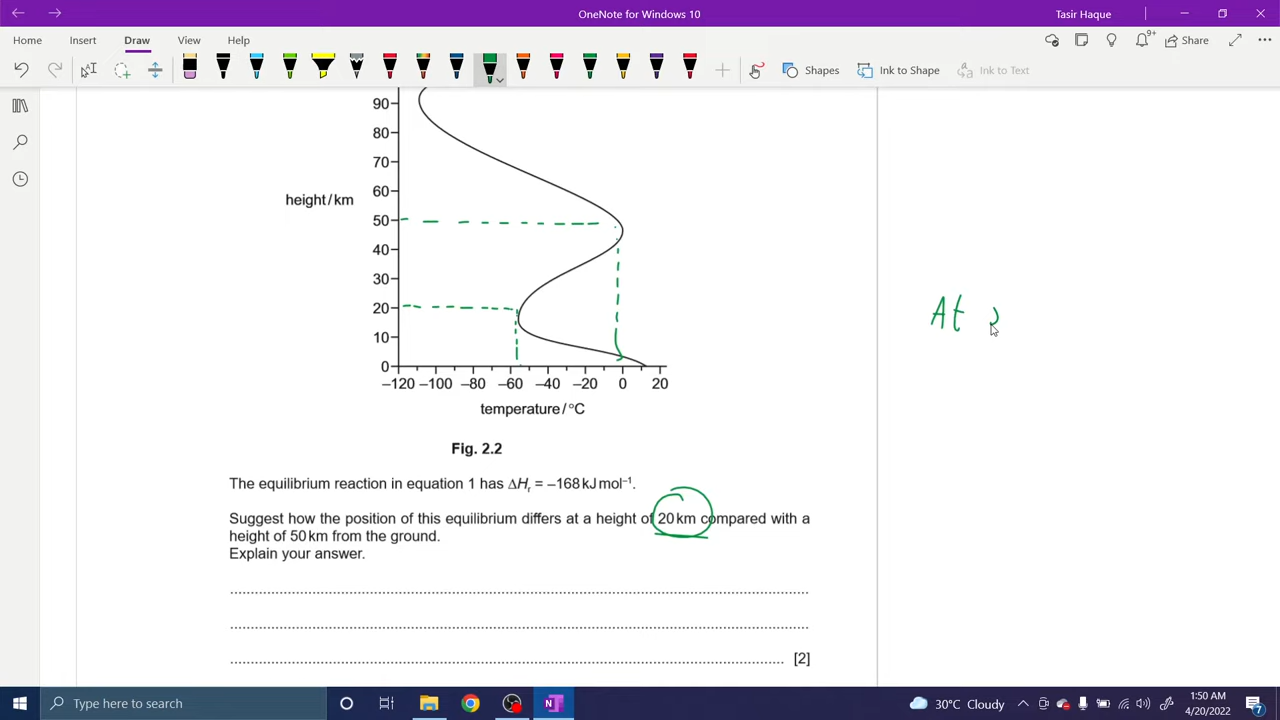 OneNote for Windows 10
Tasir Haque
Home Insert Draw View Help
9+
Share
Shapes
Ink to Shape
Ink to Text
90
80
70
60
height/km
50
40
30
20
10
0
–120 –100 –80 –60 –40 –20 0 20
temperature/°C
Fig. 2.2
The equilibrium reaction in equation 1 has ΔHr = –168 kJ mol–1.
Suggest how the position of this equilibrium differs at a height of 20 km compared with a
height of 50 km from the ground.
Explain your answer.
[2]
At
Type here to search
30°C Cloudy
1:50 AM
4/20/2022
7